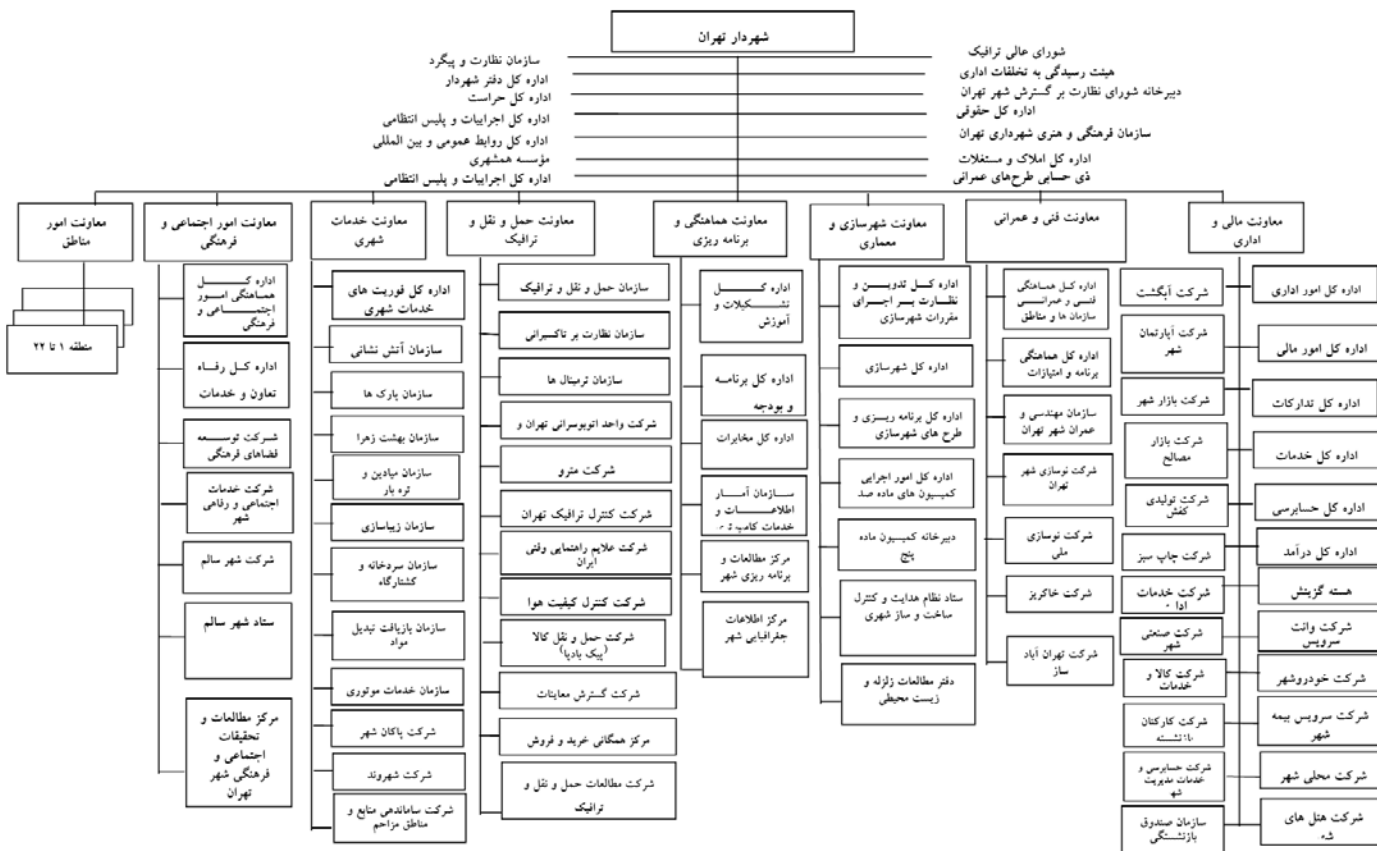 شهردار تهران
شورای عالی ترافیک
هیئت رسیدگی به تخلفات اداری
دبیرخانه شورای نظارت بر گسترش شهر تهران
اداره کل حقوقی
سازمان فرهنگی و هنری شهرداری تهران
اداره کل املاک و مستغلات
ذی حسابی طرح‌های عمرانی
سازمان نظارت و پیگرد
اداره کل دفتر شهردار
اداره کل حراست
اداره کل اجراییات و پلیس انتظامی
اداره کل روابط عمومی و بین المللی
مؤسسه همشهری
اداره کل اجراییات و پلیس انتظامی
معاونت مالی و
اداری
اداره کل امور اداری
اداره کل امور مالی
اداره کل تدارکات
اداره کل خدمات
اداره کل حسابرسی
اداره کل درآمد
هسته گزینش
شرکت وانت
سرویس
شرکت خودروشهر
شرکت سرویس بیمه
شهر
شرکت محلی شهر
شرکت هتل های
شرکت آبگشت
شرکت آپارتمان
شهر
شرکت بازار شهر
شرکت بازار
مصالح
شرکت تولیدی
کفش
شرکت چاپ سبز
شرکت خدمات
شرکت صنعتی
شهر
شرکت کالا و
خدمات
شرکت کارکنان
شرکت حسابرسی و
خدمات مدیریت
سازمان صندوق
بازنشستگی
معاونت فنی و عمرانی
اداره کل هماهنگی
فنی و عمرانی
سازمان ها و مناطق
اداره کل هماهنگی
برنامه و امتیازات
سازمان مهندسی و
عمران شهر تهران
شرکت نوسازی شهر
تهران
شرکت نوسازی
ملی
شرکت خاکریز
شرکت تهران آباد
ساز
معاونت شهرسازی و
معماری
اداره کل تدوین و
نظارت بر اجرای
مقررات شهرسازی
اداره کل شهرسازی
اداره کل برنامه ریزی و
طرح های شهرسازی
اداره کل امور اجرایی
کمیسیون های ماده صد
دبیرخانه کمیسیون ماده
پنج
ستاد نظام هدایت و کنترل
ساخت و ساز شهری
دفتر مطالعات زلزله و
زیست محیطی
معاونت هماهنگی و
برنامه ریزی
اداره کل
تشکیلات و
آموزش
اداره کل برنامه
و بودجه
اداره کل مخابرات
سازمان آمار
اطلاعات و
خدمات
مرکز مطالعات و
برنامه ریزی شهر
مرکز اطلاعات
جغرافیایی شهر
معاونت حمل و نقل و
ترافیک
سازمان حمل و نقل و ترافیک
سازمان نظارت بر تاکسیرانی
سازمان ترمینال ها
شرکت واحد اتوبوسرانی تهران و
شرکت مترو
شرکت کنترل ترافیک تهران
شرکت علایم راهنمایی وفنی
ایران
شرکت کنترل کیفیت هوا
شرکت حمل و نقل کالا
(پیک بادپا)
شرکت گسترش معاینات
مرکز همگانی خرید و فروش
شرکت مطالعات حمل و نقل و
ترافیک
معاونت خدمات
شهری
اداره کل فوریت های
خدمات شهری
سازمان آتش نشانی
سازمان پارک ها
سازمان بهشت زهرا
سازمان میادین و
تره بار
سازمان زیباسازی
سازمان سردخانه و
کشتارگاه
سازمان بازیافت تبدیل
مواد
سازمان خدمات موتوری
شرکت پاکان شهر
شرکت شهروند
شرکت ساماندهی منابع و
مناطق مزاحم
معاونت امور اجتماعی و
فرهنگی
اداره کل
هماهنگی امور
اجتماعی و
فرهنگی
اداره کل رفاه
تعاون و خدمات
شرکت توسعه
فضاهای فرهنگی
شرکت خدمات
اجتماعی و رفاهی
شهر
شرکت شهر سالم
ستاد شهر سالم
مرکز مطالعات و
تحقیقات
اجتماعی و
فرهنگی شهر
تهران
معاونت امور
مناطق
منطقه ۱ تا ۲۲